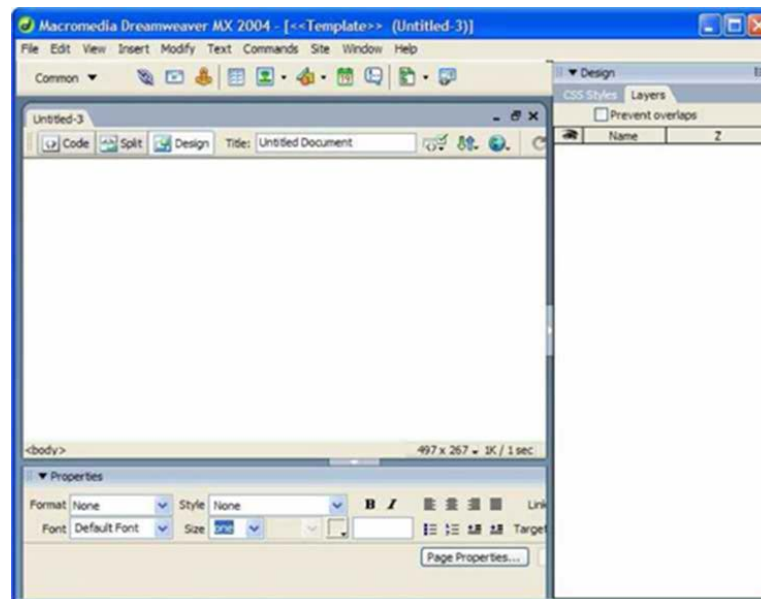 Macromedia Dreamweaver MX 2004 - [<<Template>> (Untitled-3)]
File Edit View Insert Modify Text Commands Site Window Help
Common
Design
CSS Styles Layers
Prevent overlaps
Name Z
Untitled-3
Code Split Design Title: Untitled Document
<body> 497 x 267 1K / 1 sec
Properties
Format None Style None B I Link
Font Default Font Size Target
Page Properties...